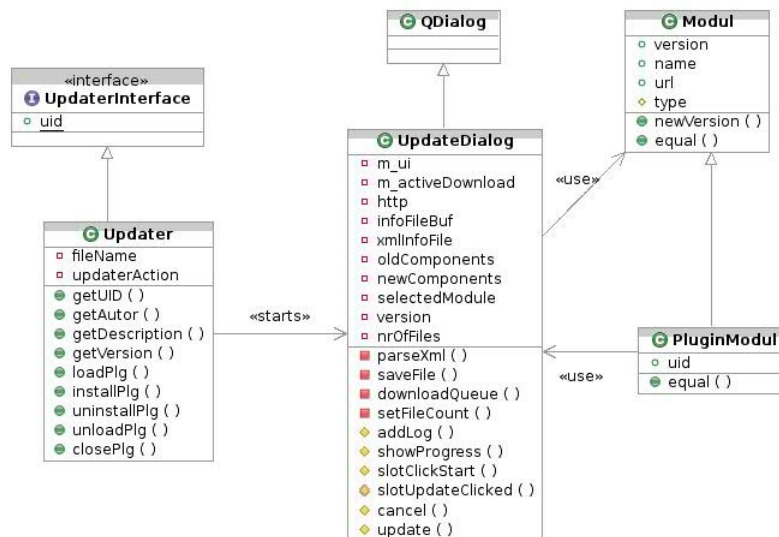 QDialog
Modul
version
name
url
type
newVersion ( )
equal ( )
«interface»
UpdaterInterface
uid
UpdateDialog
m_ui
m_activeDownload
http
infoFileBuf
xmlInfoFile
oldComponents
newComponents
selectedModule
version
nrOfFiles
parseXml ( )
saveFile ( )
downloadQueue ( )
setFileCount ( )
addLog ( )
showProgress ( )
slotClickStart ( )
slotUpdateClicked ( )
cancel ( )
update ( )
«use»
Updater
fileName
updaterAction
getUID ( )
getAutor ( )
getDescription ( )
getVersion ( )
loadPlg ( )
installPlg ( )
uninstallPlg ( )
unloadPlg ( )
closePlg ( )
«starts»
PluginModul
uid
equal ( )
«use»